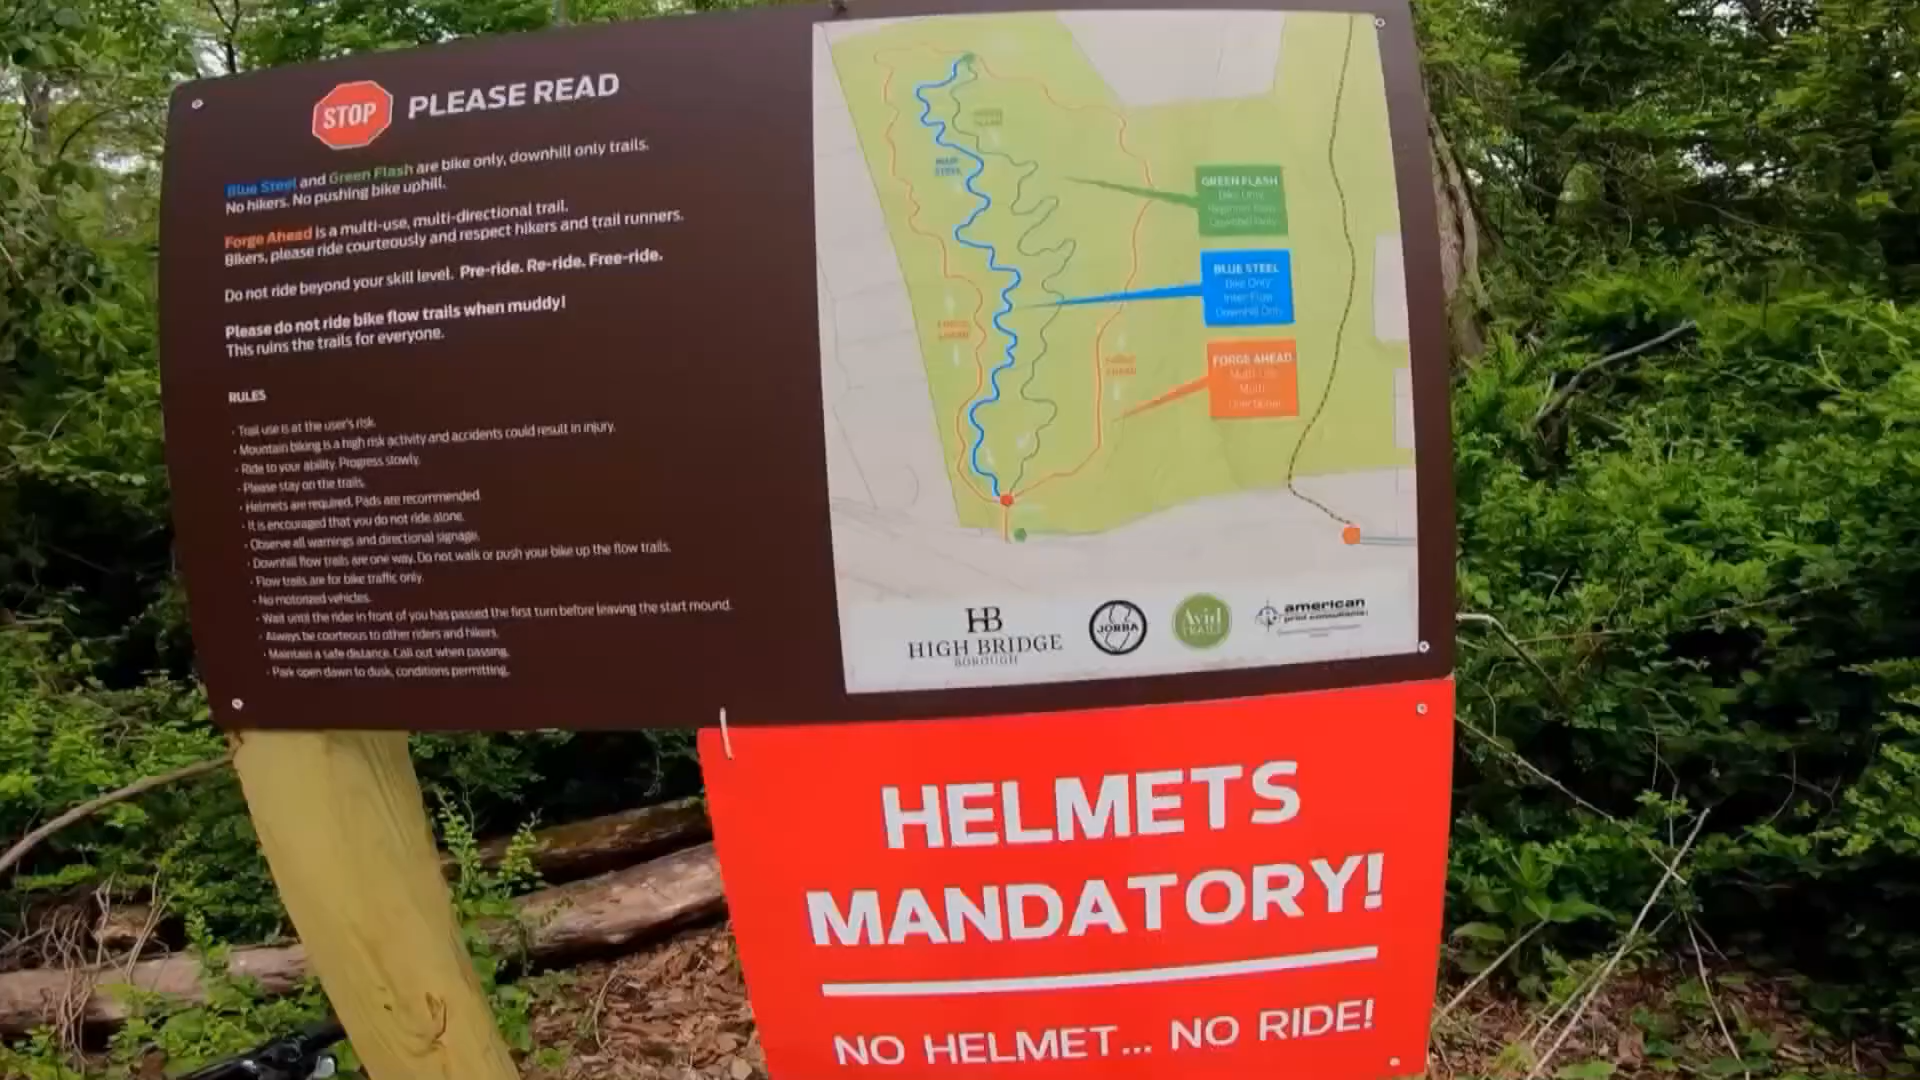 STOP PLEASE READ
Blue Steel and Green Flash are bike only, downhill only trails.
No hikers. No pushing bike uphill.
Forge Ahead is a multi-use, multi-directional trail.
Bikers, please ride courteously and respect hikers and trail runners.
Do not ride beyond your skill level. Pre-ride. Re-ride. Free-ride.
Please do not ride bike flow trails when muddy!
This ruins the trails for everyone.
RULES
· Trail use is at the user's risk.
· Mountain biking is a high risk activity and accidents could result in injury.
· Ride to your ability. Progress slowly.
· Please stay on the trails.
· Helmets are required. Pads are recommended.
· It is encouraged that you do not ride alone.
· Observe all warnings and directional signage.
· Downhill flow trails are one way. Do not walk or push your bike up the flow trails.
· Flow trails are for bike traffic only.
· No motorized vehicles.
· Wait until the rider in front of you has passed the first turn before leaving the start mound.
· Always be courteous to other riders and hikers.
· Maintain a safe distance. Call out when passing.
· Park open dawn to dusk, conditions permitting.
STEEL
FORGE
AHEAD
FORGE
AHEAD
GREEN FLASH
Bike Only
Downhill Only
BLUE STEEL
Bike Only
Inter Flow
Downhill Only
FORGE AHEAD
Multi-Use
Multi
Directional
HB
HIGH BRIDGE
BOROUGH
JORBA
Avid
TRAILS
american
print consultants
HELMETS
MANDATORY!
NO HELMET... NO RIDE!